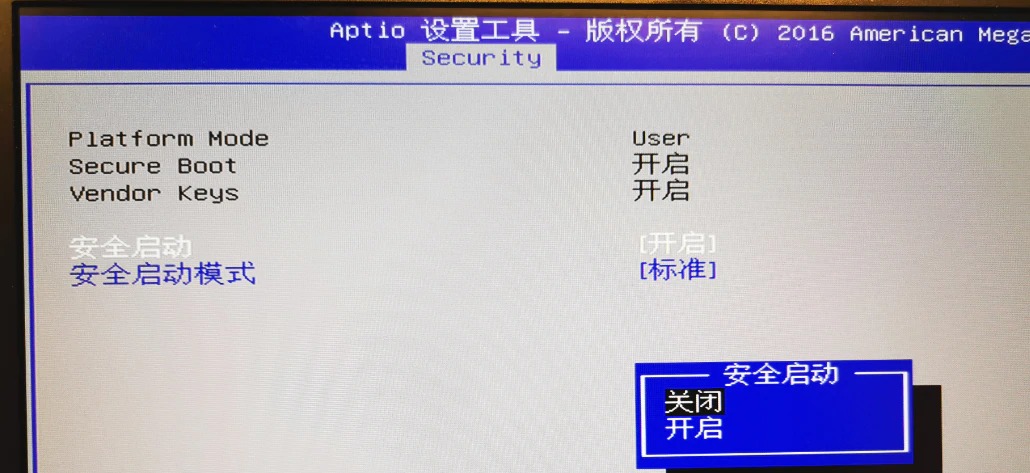 Aptio 设置工具 - 版权所有 (C) 2016 American Mega
Security
Platform Mode User
Secure Boot 开启
Vendor Keys 开启
安全启动 [开启]
安全启动模式 [标准]
安全启动
关闭
开启